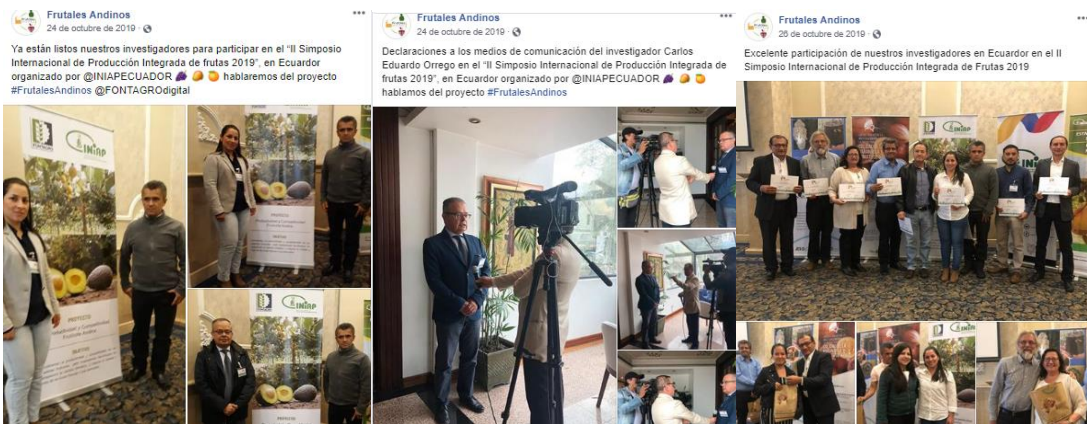 Frutales Andinos
24 de octubre de 2019 ·
Ya están listos nuestros investigadores para participar en el “II Simposio
Internacional de Producción Integrada de frutas 2019”, en Ecuador
organizado por @INIAPECUADOR 🍇 🥭 🍊 hablaremos del proyecto
#FrutalesAndinos @FONTAGROdigital
INIAP
PROYECTO
Frutales Andinos
24 de octubre de 2019 ·
Declaraciones a los medios de comunicación del investigador Carlos
Eduardo Orrego en el “II Simposio Internacional de Producción Integrada de
frutas 2019”, en Ecuador organizado por @INIAPECUADOR 🍇 🥭 🍊
hablamos del proyecto #FrutalesAndinos
Frutales Andinos
26 de octubre de 2019 ·
Excelente participación de nuestros investigadores en Ecuardor en el II
Simposio Internacional de Producción Integrada de Frutas 2019
INIAP